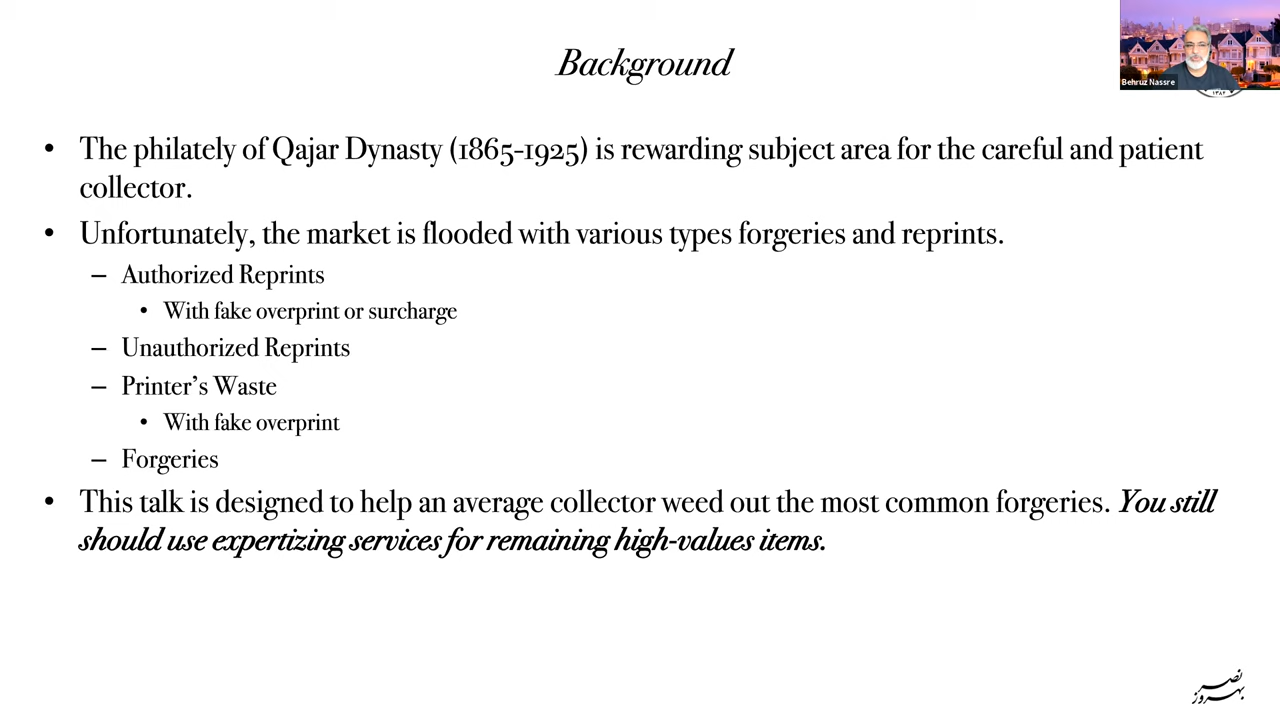 Background
Behruz Nassre
۱۳۸۲
• The philately of Qajar Dynasty (1865-1925) is rewarding subject area for the careful and patient
collector.
• Unfortunately, the market is flooded with various types forgeries and reprints.
– Authorized Reprints
• With fake overprint or surcharge
– Unauthorized Reprints
– Printer’s Waste
• With fake overprint
– Forgeries
• This talk is designed to help an average collector weed out the most common forgeries. You still
should use expertizing services for remaining high-values items.
نصر
بهروز